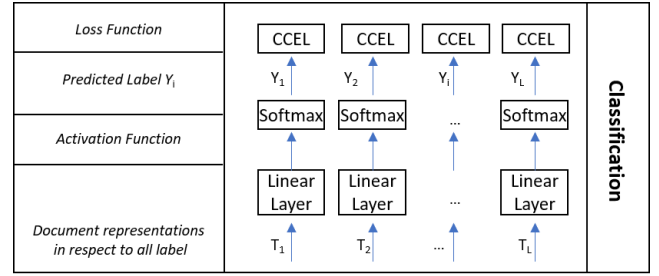 Loss Function
CCEL CCEL CCEL CCEL
Predicted Label Yi
Y1 Y2 Yi YL
Activation Function
Softmax Softmax ... Softmax
Linear Layer Linear Layer ... Linear Layer
Document representations
in respect to all label
T1 T2 ... TL
Classification